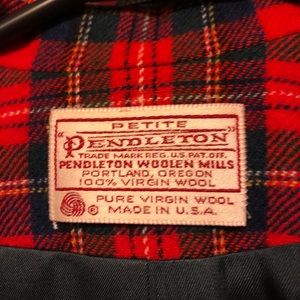 PETITE
"PENDLETON"
TRADE MARK REG. U.S. PAT. OFF.
PENDLETON WOOLEN MILLS
PORTLAND, OREGON
100% VIRGIN WOOL
PURE VIRGIN WOOL
MADE IN U.S.A.